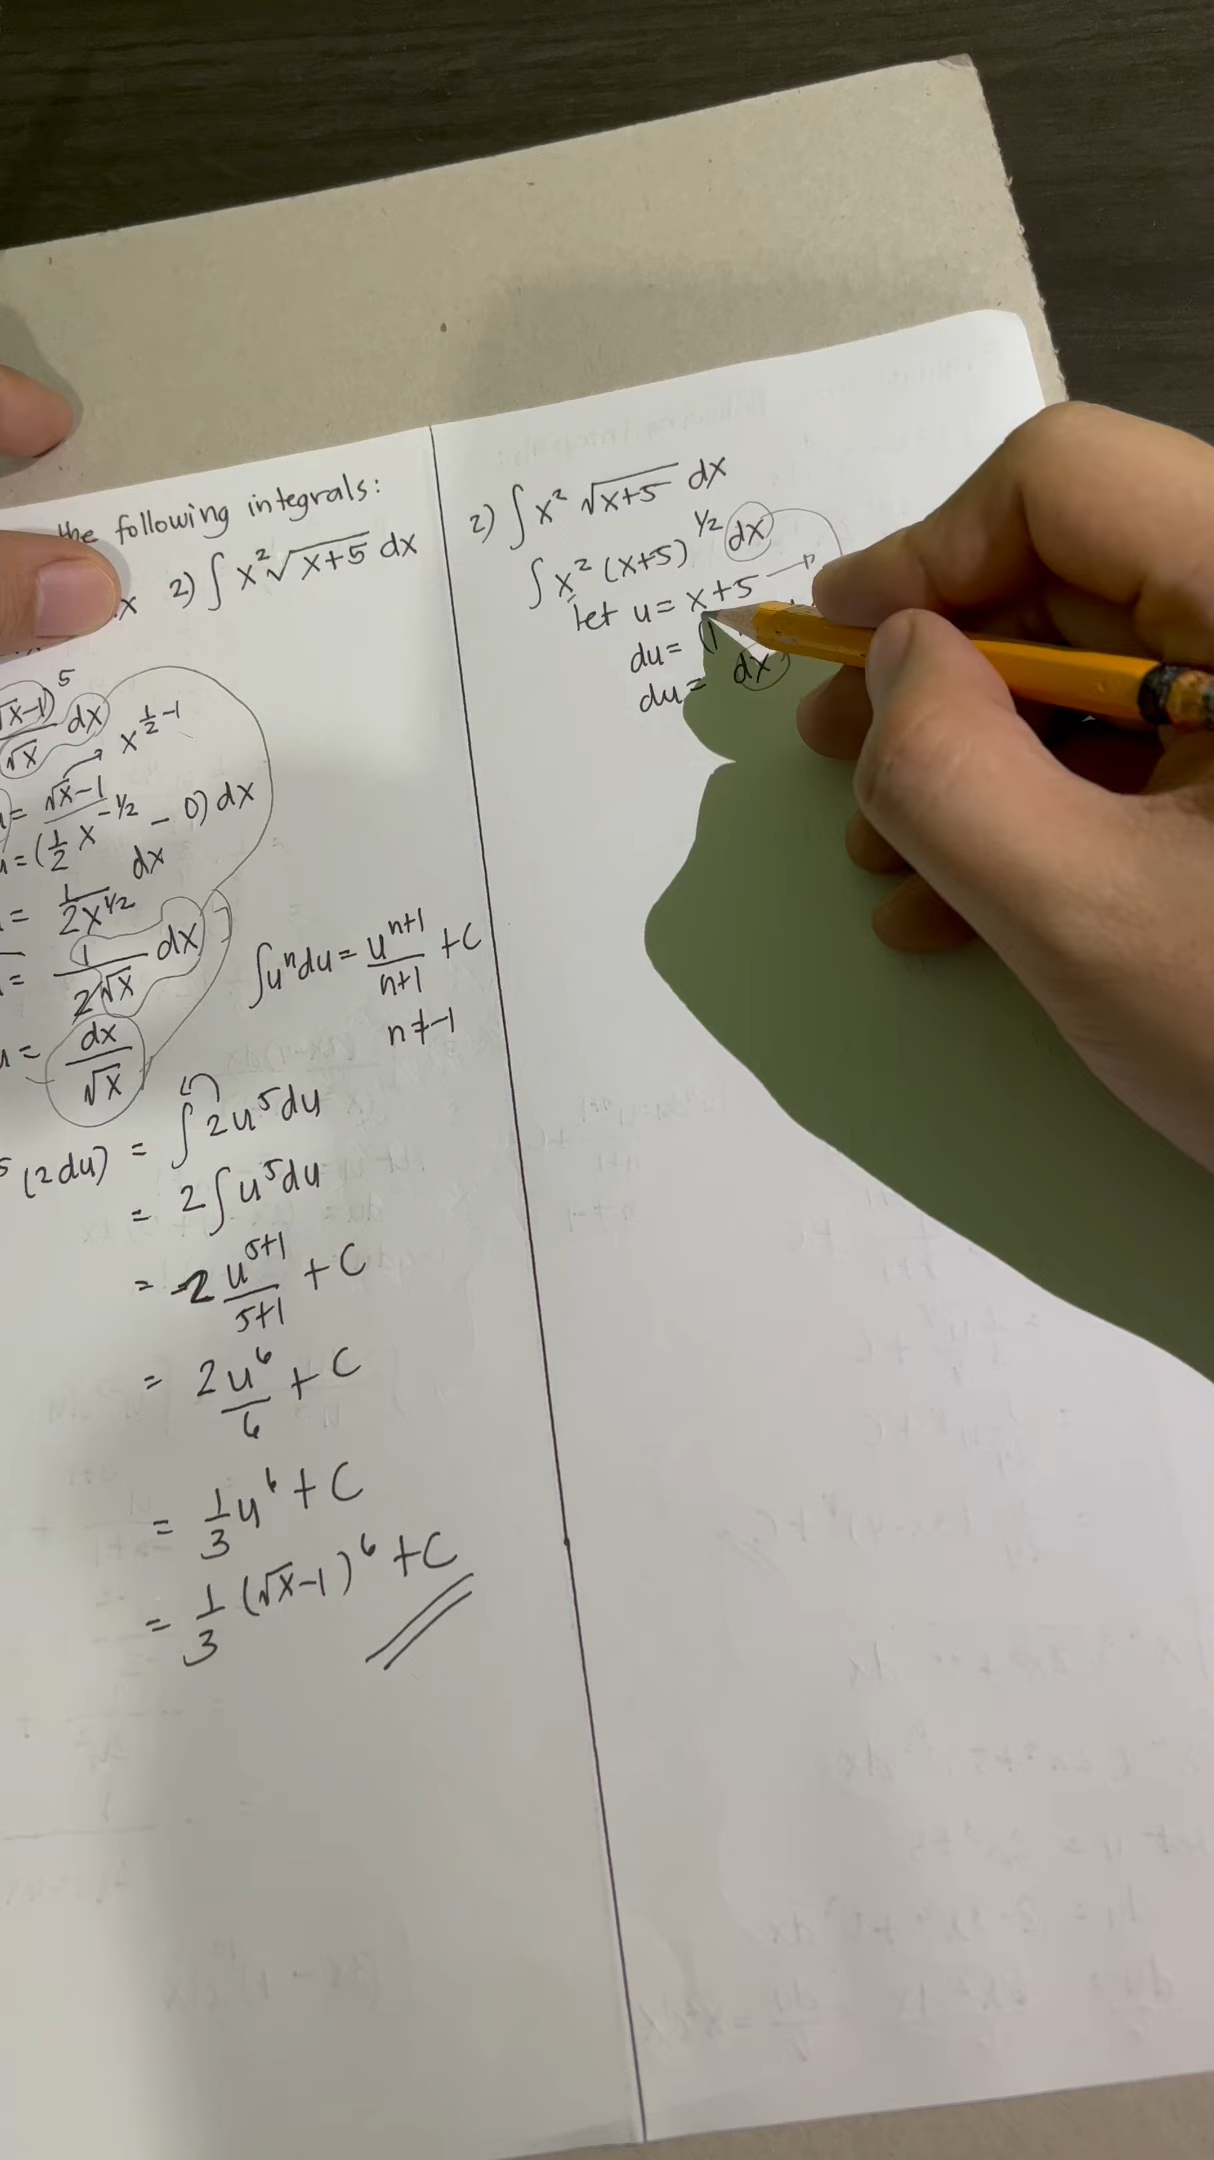 the following integrals:
x 2) ∫ x² √(x+5) dx
(√x-1)⁵ / √x dx
x^(1/2 - 1)
= √x-1
u = (1/2 x^(-1/2) - 0) dx
= 1/(2x^(1/2)) dx
= 1/(2√x) dx
= dx/√x
∫uⁿdu = u^(n+1)/(n+1) + C
n ≠ -1
⁵ (2du) = ∫ 2u⁵du
= 2∫u⁵du
= 2 u^(5+1)/(5+1) + C
= 2u⁶/6 + C
= 1/3 u⁶ + C
= 1/3 (√x-1)⁶ + C
2) ∫ x² √(x+5) dx
∫ x² (x+5)^(1/2) dx
let u = x+5 →
du = (1
du = dx